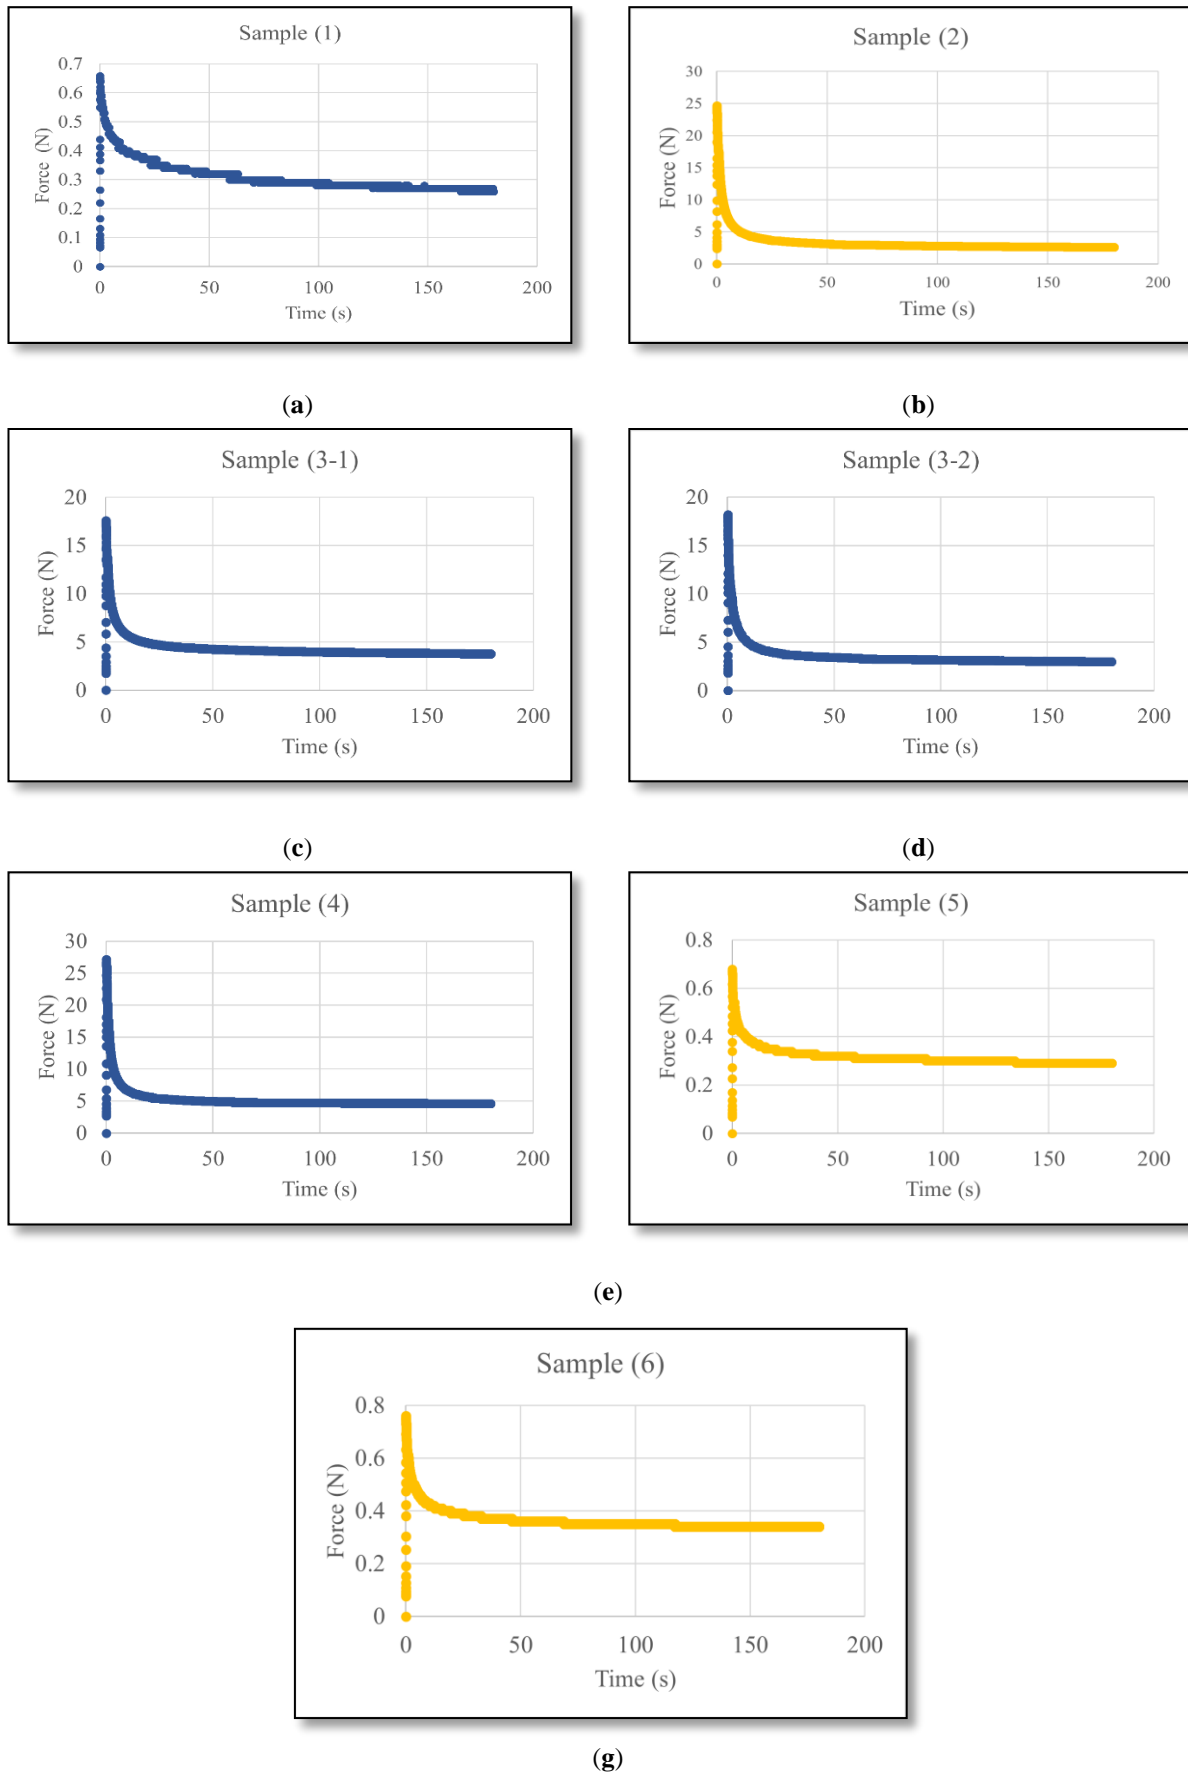 Sample (1)
0.7
0.6
0.5
0.4
0.3
0.2
0.1
0
Force (N)
0 50 100 150 200
Time (s)
(a)
Sample (2)
30
25
20
15
10
5
0
Force (N)
0 50 100 150 200
Time (s)
(b)
Sample (3-1)
20
15
10
5
0
Force (N)
0 50 100 150 200
Time (s)
(c)
Sample (3-2)
20
15
10
5
0
Force (N)
0 50 100 150 200
Time (s)
(d)
Sample (4)
30
25
20
15
10
5
0
Force (N)
0 50 100 150 200
Time (s)
Sample (5)
0.8
0.6
0.4
0.2
0
Force (N)
0 50 100 150 200
Time (s)
(e)
Sample (6)
0.8
0.6
0.4
0.2
0
Force (N)
0 50 100 150 200
Time (s)
(g)